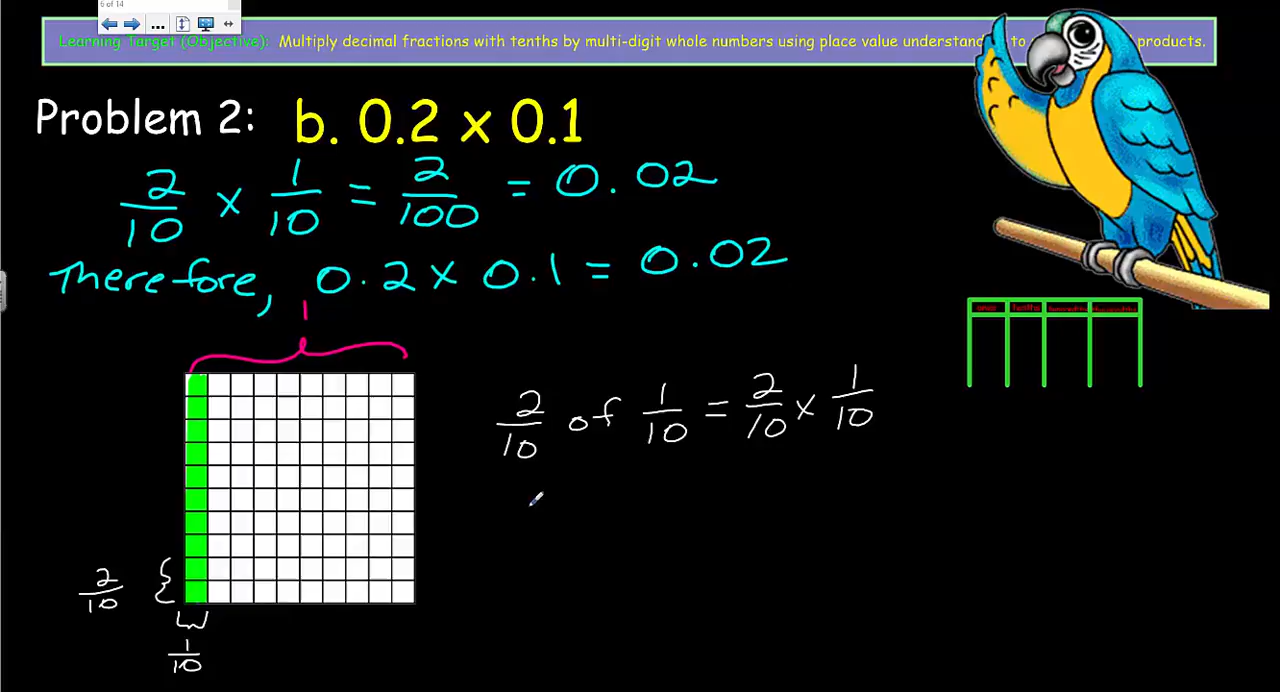 6 of 14
Learning Target (Objective): Multiply decimal fractions with tenths by multi-digit whole numbers using place value to products.
Problem 2: b. 0.2 x 0.1
2/10 x 1/10 = 2/100 = 0.02
Therefore, 0.2 x 0.1 = 0.02
1
ones tenths
2/10 of 1/10 = 2/10 x 1/10
2/10
1/10